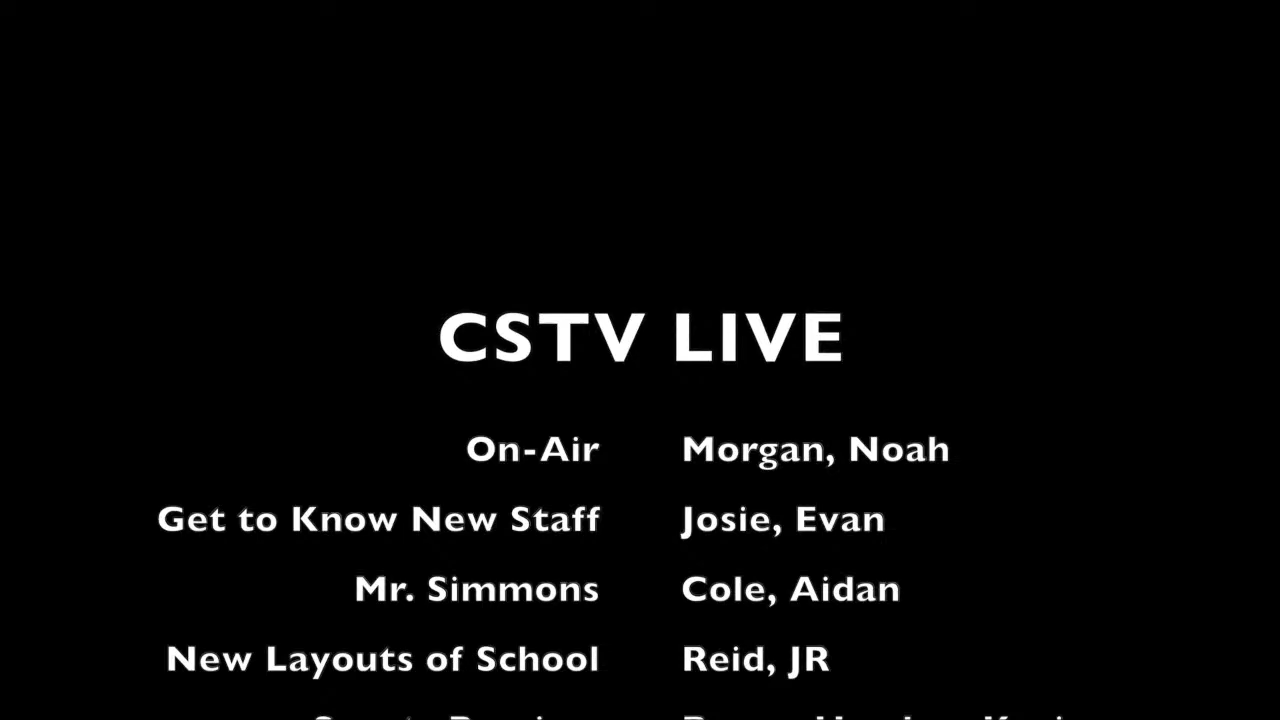 CSTV LIVE
On-Air Morgan, Noah
Get to Know New Staff Josie, Evan
Mr. Simmons Cole, Aidan
New Layouts of School Reid, JR